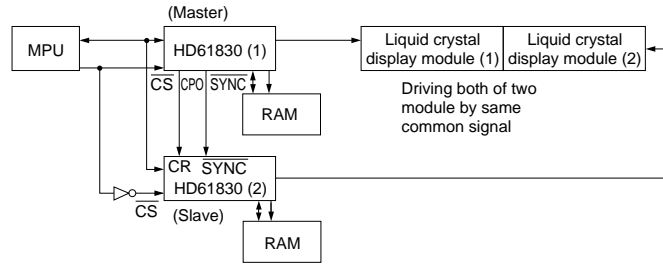 (Master)
MPU
HD61830 (1)
Liquid crystal
display module (1)
Liquid crystal
display module (2)
CS CPO SYNC
RAM
Driving both of two
module by same
common signal
CR SYNC
HD61830 (2)
CS
(Slave)
RAM